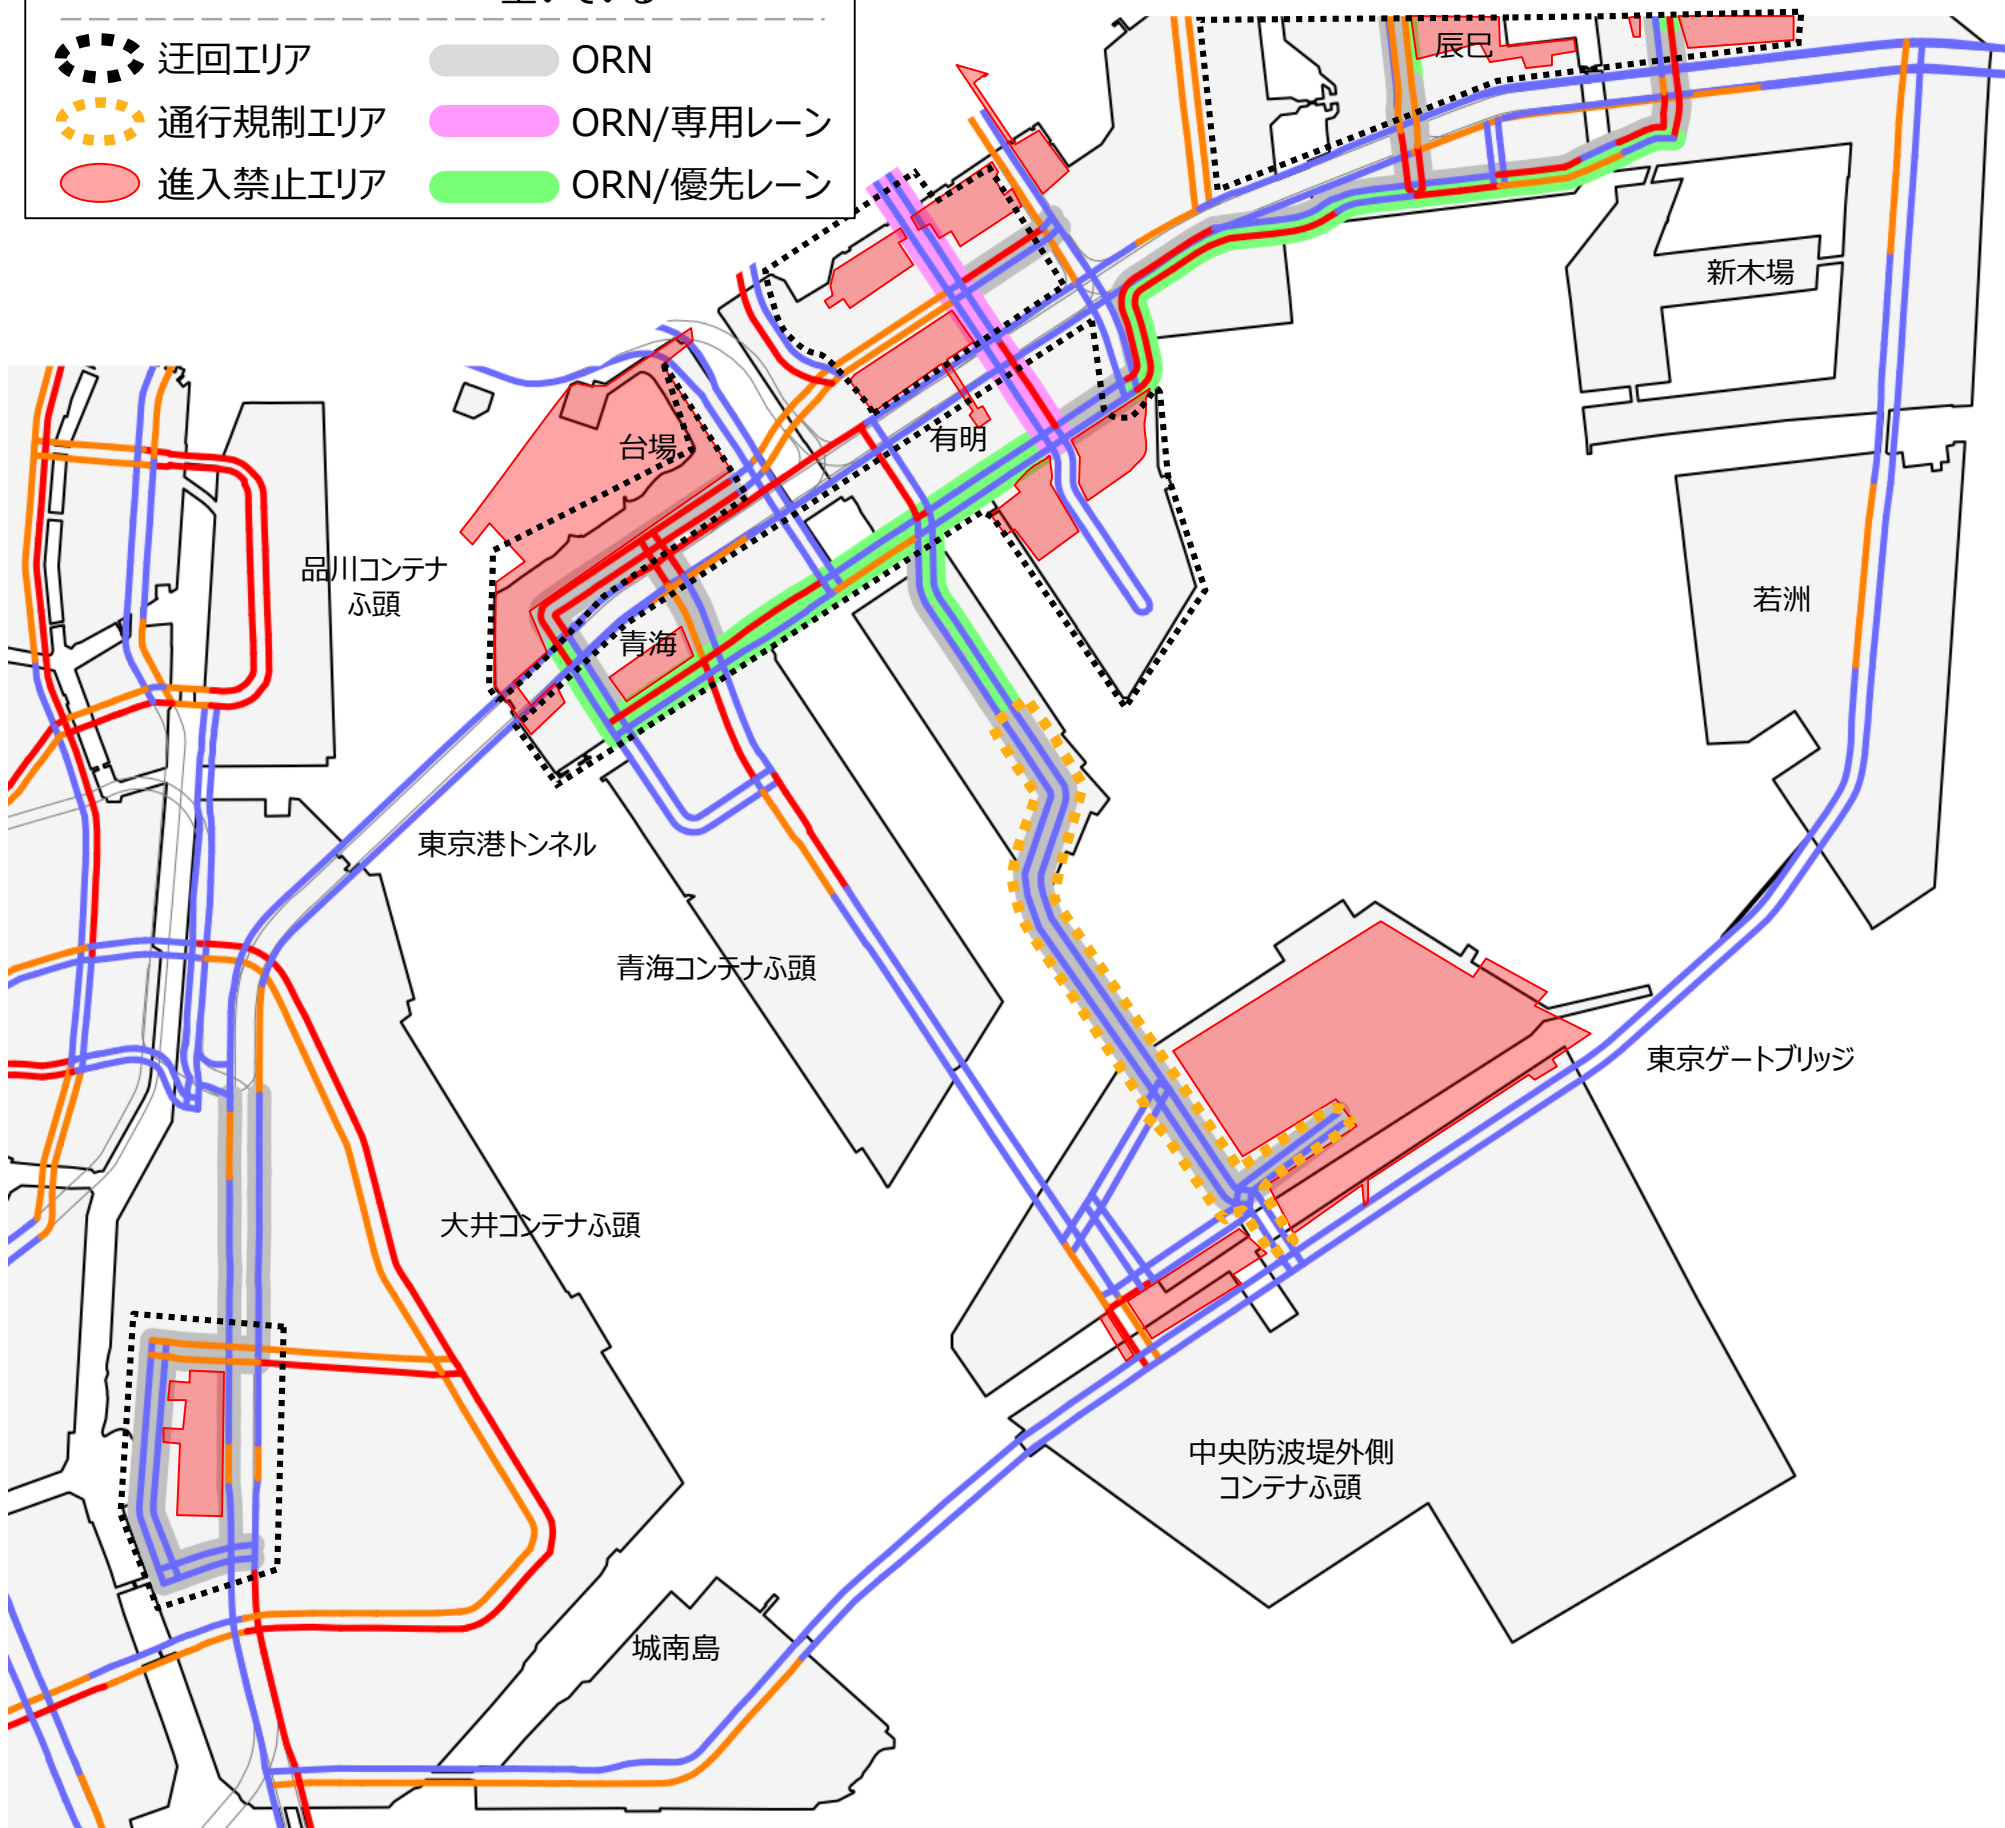 空いている
迂回エリア
ORN
通行規制エリア
ORN/専用レーン
進入禁止エリア
ORN/優先レーン
辰巳
新木場
台場
有明
品川コンテナ
ふ頭
若洲
青海
東京港トンネル
青海コンテナふ頭
東京ゲートブリッジ
大井コンテナふ頭
中央防波堤外側
コンテナふ頭
城南島